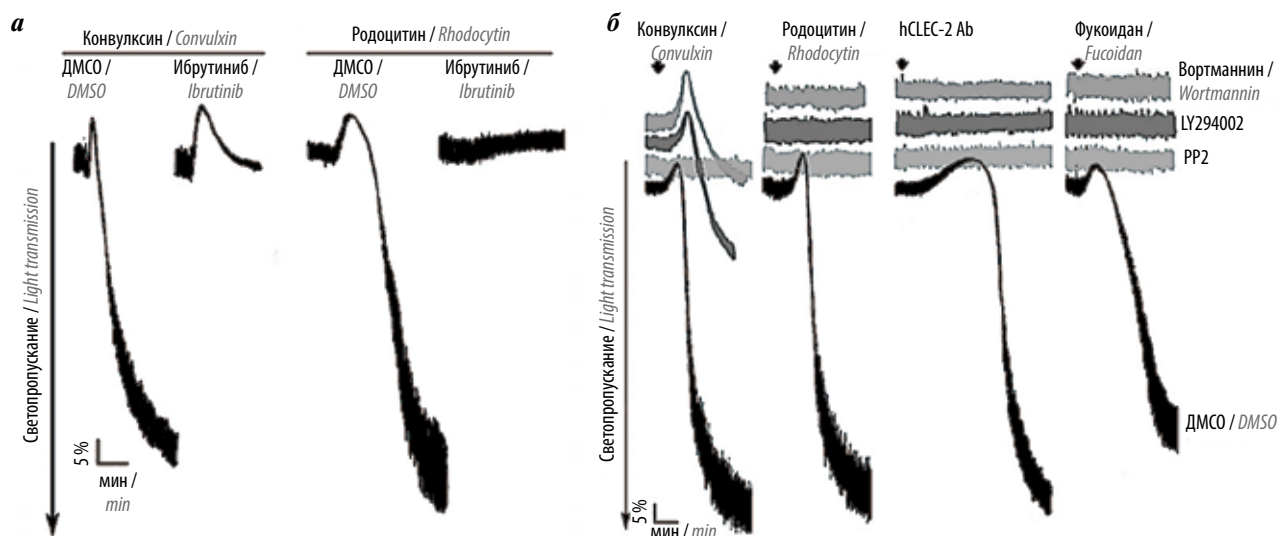 а
Конвулксин / Convulxin
Родоцитин / Rhodocytin
ДМСО /
DMSO
Ибрутиниб /
Ibrutinib
ДМСО /
DMSO
Ибрутиниб /
Ibrutinib
Светопропускание / Light transmission
5 %
мин /
min
б
Конвулксин /
Convulxin
Родоцитин /
Rhodocytin
hCLEC-2 Ab
Фукоидан /
Fucoidan
Вортманнин /
Wortmannin
LY294002
PP2
ДМСО / DMSO
Светопропускание / Light transmission
5 %
мин / min